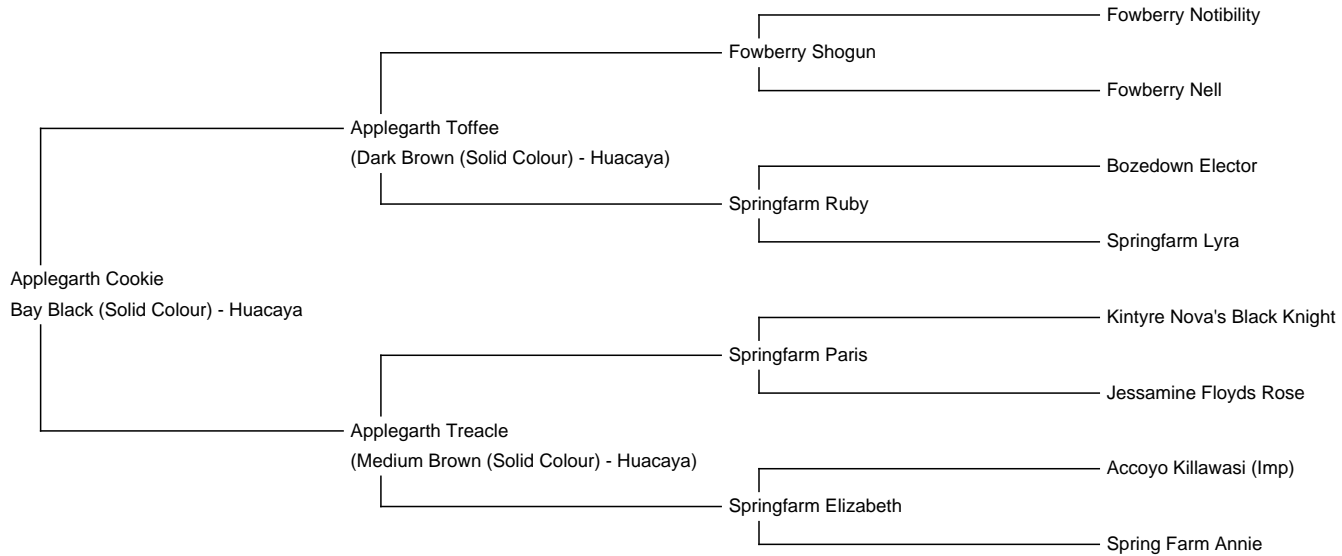 Fowberry Notibility
Fowberry Shogun
Fowberry Nell
Applegarth Toffee
(Dark Brown (Solid Colour) - Huacaya)
Bozedown Elector
Springfarm Ruby
Springfarm Lyra
Applegarth Cookie
Bay Black (Solid Colour) - Huacaya
Kintyre Nova's Black Knight
Springfarm Paris
Jessamine Floyds Rose
Applegarth Treacle
(Medium Brown (Solid Colour) - Huacaya)
Accoyo Killawasi (Imp)
Springfarm Elizabeth
Spring Farm Annie